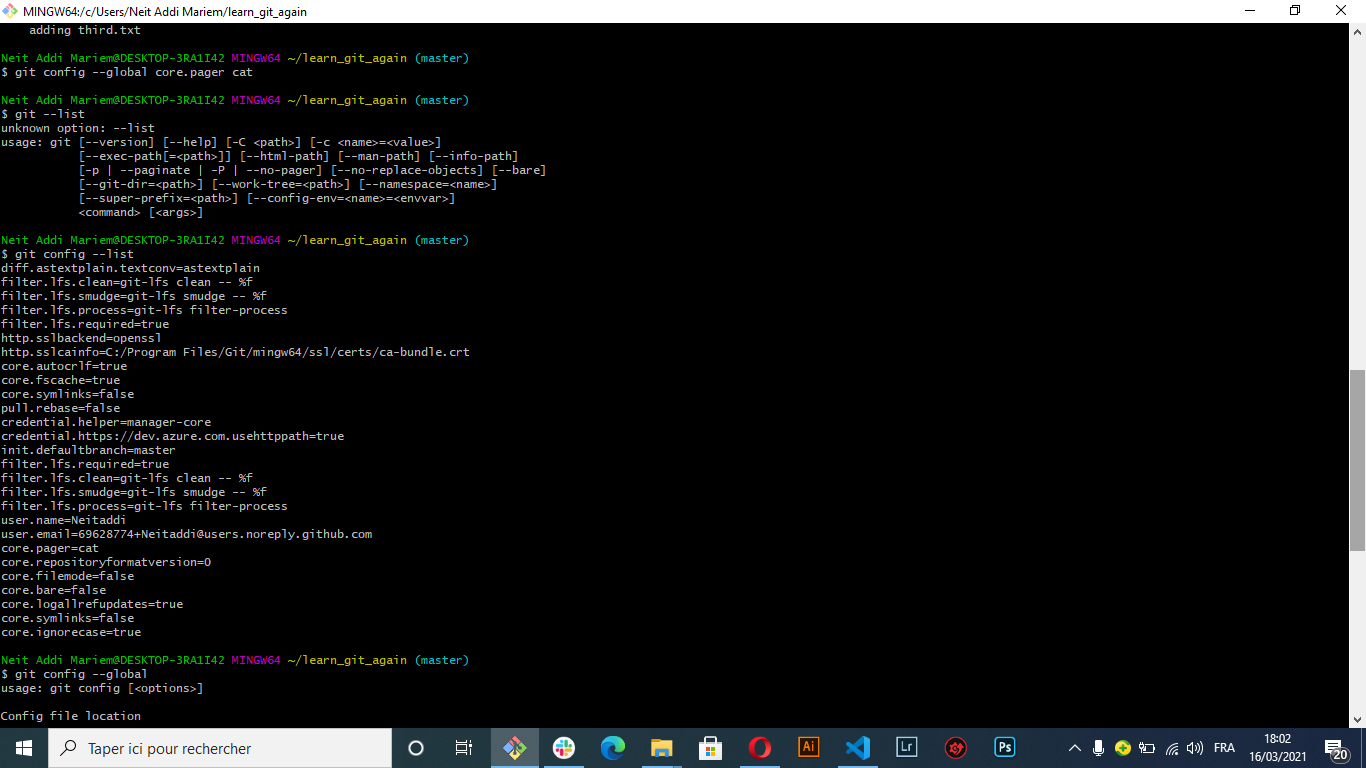 MINGW64:/c/Users/Neit Addi Mariem/learn_git_again
    adding third.txt
Neit Addi Mariem@DESKTOP-3RA1I42 MINGW64 ~/learn_git_again (master)
$ git config --global core.pager cat
Neit Addi Mariem@DESKTOP-3RA1I42 MINGW64 ~/learn_git_again (master)
$ git --list
unknown option: --list
usage: git [--version] [--help] [-C <path>] [-c <name>=<value>]
           [--exec-path[=<path>]] [--html-path] [--man-path] [--info-path]
           [-p | --paginate | -P | --no-pager] [--no-replace-objects] [--bare]
           [--git-dir=<path>] [--work-tree=<path>] [--namespace=<name>]
           [--super-prefix=<path>] [--config-env=<name>=<envvar>]
           <command> [<args>]
Neit Addi Mariem@DESKTOP-3RA1I42 MINGW64 ~/learn_git_again (master)
$ git config --list
diff.astextplain.textconv=astextplain
filter.lfs.clean=git-lfs clean -- %f
filter.lfs.smudge=git-lfs smudge -- %f
filter.lfs.process=git-lfs filter-process
filter.lfs.required=true
http.sslbackend=openssl
http.sslcainfo=C:/Program Files/Git/mingw64/ssl/certs/ca-bundle.crt
core.autocrlf=true
core.fscache=true
core.symlinks=false
pull.rebase=false
credential.helper=manager-core
credential.https://dev.azure.com.usehttppath=true
init.defaultbranch=master
filter.lfs.required=true
filter.lfs.clean=git-lfs clean -- %f
filter.lfs.smudge=git-lfs smudge -- %f
filter.lfs.process=git-lfs filter-process
user.name=Neitaddi
user.email=69628774+Neitaddi@users.noreply.github.com
core.pager=cat
core.repositoryformatversion=0
core.filemode=false
core.bare=false
core.logallrefupdates=true
core.symlinks=false
core.ignorecase=true
Neit Addi Mariem@DESKTOP-3RA1I42 MINGW64 ~/learn_git_again (master)
$ git config --global
usage: git config [<options>]
Config file location
Taper ici pour rechercher
Ai
Lr
Ps
FRA
18:02
16/03/2021
20